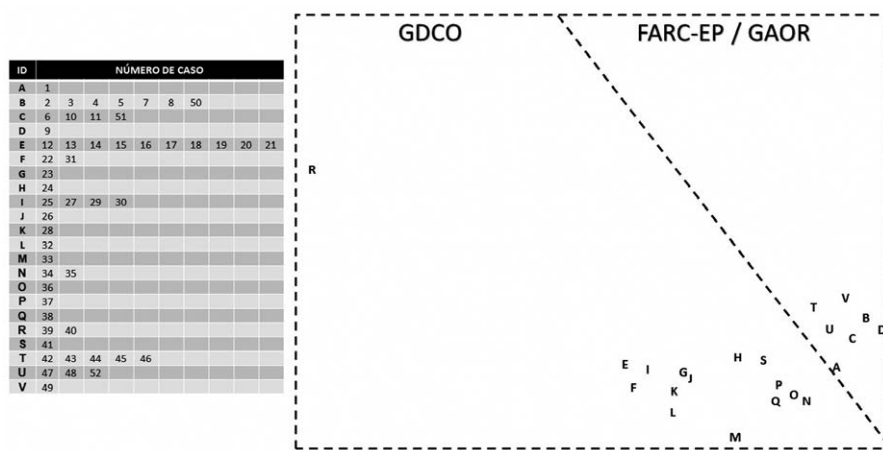 GDCO FARC-EP / GAOR
ID NÚMERO DE CASO
A 1
B 2 3 4 5 7 8 50
C 6 10 11 51
D 9
E 12 13 14 15 16 17 18 19 20 21
F 22 31
G 23
H 24
I 25 27 29 30
J 26
K 28
L 32
M 33
N 34 35
O 36
P 37
Q 38
R 39 40
S 41
T 42 43 44 45 46
U 47 48 52
V 49
R
V
T
B
U
D
C
H
S
E
I
A
G
J
P
F
K
O
Q
N
L
M